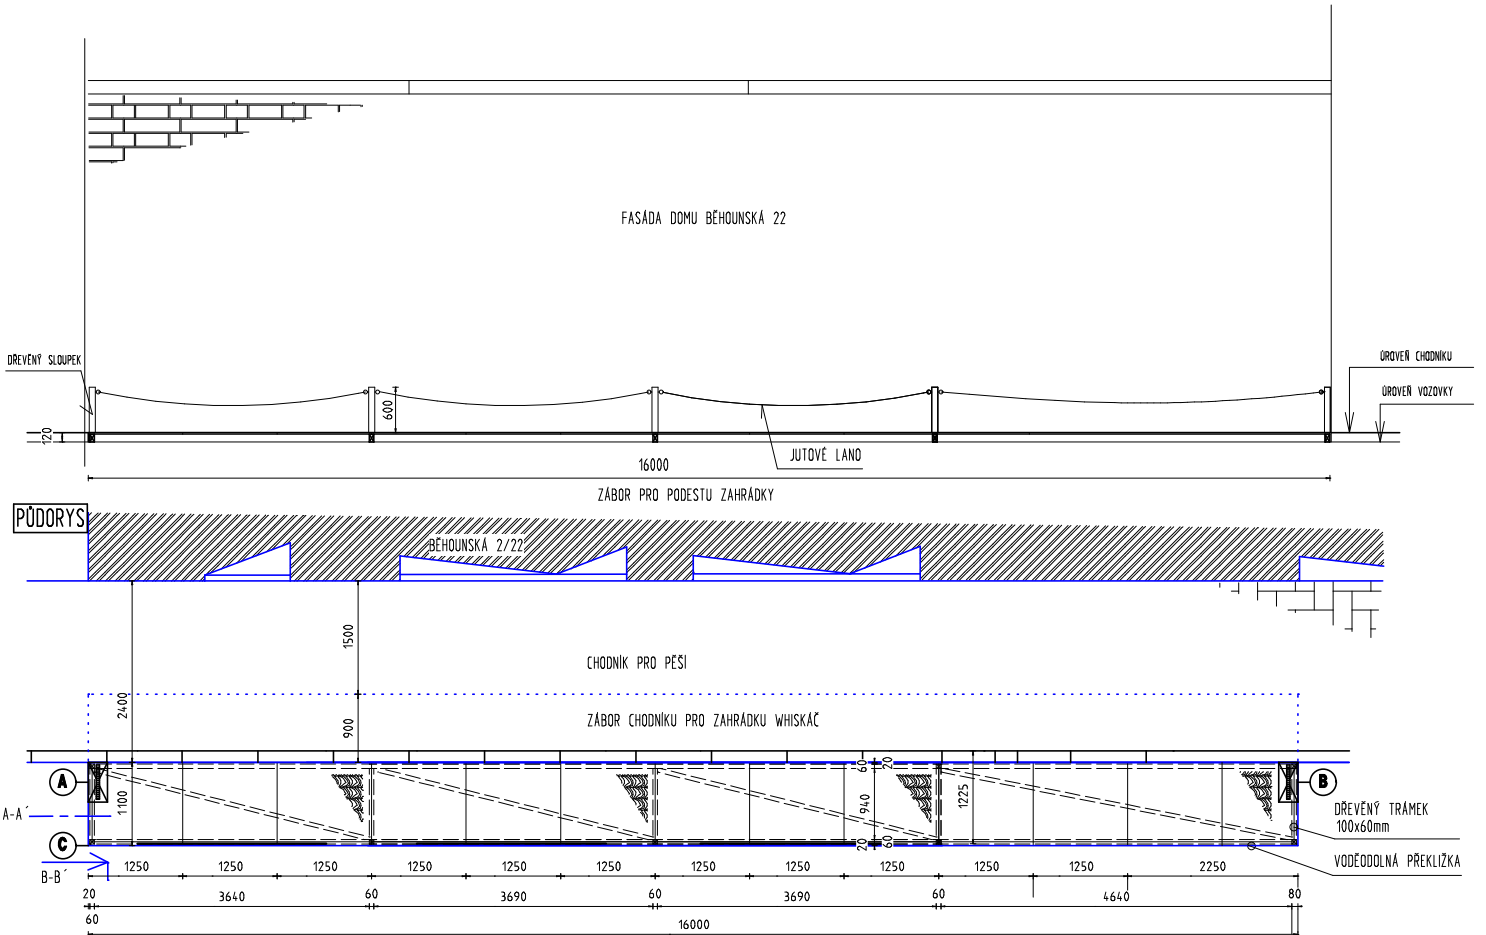 FASÁDA DOMU BĚHOUNSKÁ 22
DŘEVĚNÝ SLOUPEK
ÚROVEŇ CHODNÍKU
ÚROVEŇ VOZOVKY
600
120
JUTOVÉ LANO
16000
ZÁBOR PRO PODESTU ZAHRÁDKY
PŮDORYS
BĚHOUNSKÁ 2/22
1500
CHODNÍK PRO PĚŠÍ
2400
900
ZÁBOR CHODNÍKU PRO ZAHRÁDKU WHISKÁČ
60 20
A
B
1100
940
1225
A-A´
DŘEVĚNÝ TRÁMEK
100x60mm
C
20 60
VODĚODOLNÁ PŘEKLIŽKA
B-B´
1250 1250 1250 1250 1250 1250 1250 1250 1250 1250 1250 2250
20 3640 60 3690 60 3690 60 4640 80
60
16000